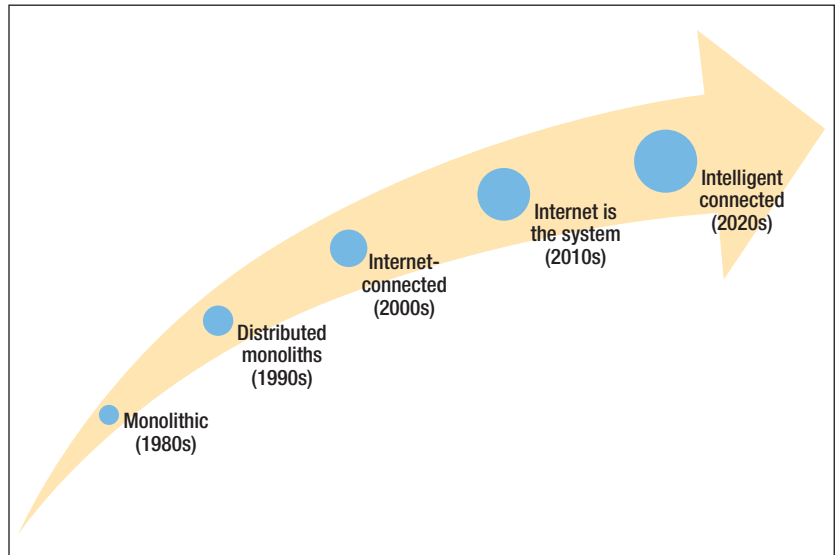 Monolithic
(1980s)
Distributed
monoliths
(1990s)
Internet-
connected
(2000s)
Internet is
the system
(2010s)
Intelligent
connected
(2020s)